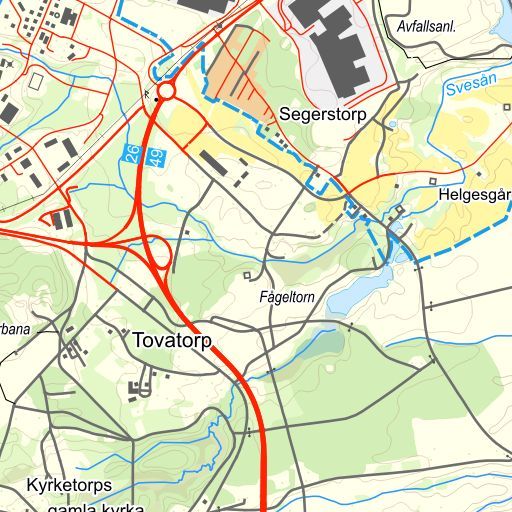 Avfallsanl.
Svesån
Segerstorp
26
49
Helgesgår
Fågeltorn
rbana
Tovatorp
Kyrketorps
gamla kyrka